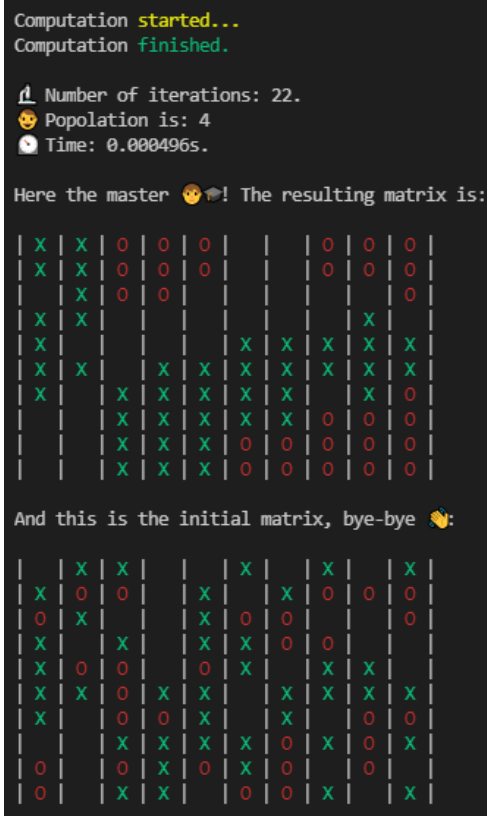 Computation started...
Computation finished.
🔬 Number of iterations: 22.
👨 Popolation is: 4
🕒 Time: 0.000496s.
Here the master 👨🎓! The resulting matrix is:
| X | X | O | O | O |   |   | O | O | O |
| X | X | O | O | O |   |   | O | O | O |
|   | X | O | O |   |   |   |   |   | O |
| X | X |   |   |   |   |   |   | X |   |
| X |   |   |   |   | X | X | X | X | X |
| X | X |   | X | X | X | X | X | X | X |
| X |   | X | X | X | X | X |   | X | O |
|   |   | X | X | X | X | X | O | O | O |
|   |   | X | X | X | O | O | O | O | O |
|   |   | X | X | X | O | O | O | O | O |
And this is the initial matrix, bye-bye 👋:
|   | X | X |   |   | X |   | X |   | X |
| X | O | O |   | X |   | X | O | O | O |
| O | X |   |   | X | O | O |   |   | O |
| X |   | X |   | X | X | O | O |   |   |
| X | O | O |   | O | X |   | X | X |   |
| X | X | O | X | X |   | X | X | X | X |
| X |   | O | O | X |   | X |   | O | O |
|   |   | X | X | X | X | O | X | O | X |
| O |   | O | X | O | X | O |   | O |   |
| O |   | X | X |   | O | O | X |   | X |